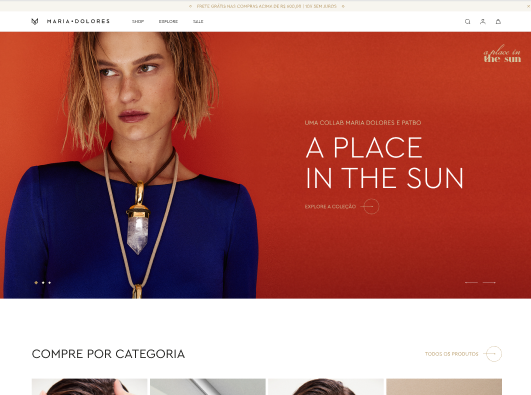 FRETE GRÁTIS NAS COMPRAS ACIMA DE R$ 600,00 / 10X SEM JUROS
MARIA•DOLORES
SHOP
EXPLORE
SALE
a place in
the sun
UMA COLLAB MARIA DOLORES E PATBO
A PLACE
IN THE SUN
EXPLORE A COLEÇÃO
COMPRE POR CATEGORIA
TODOS OS PRODUTOS